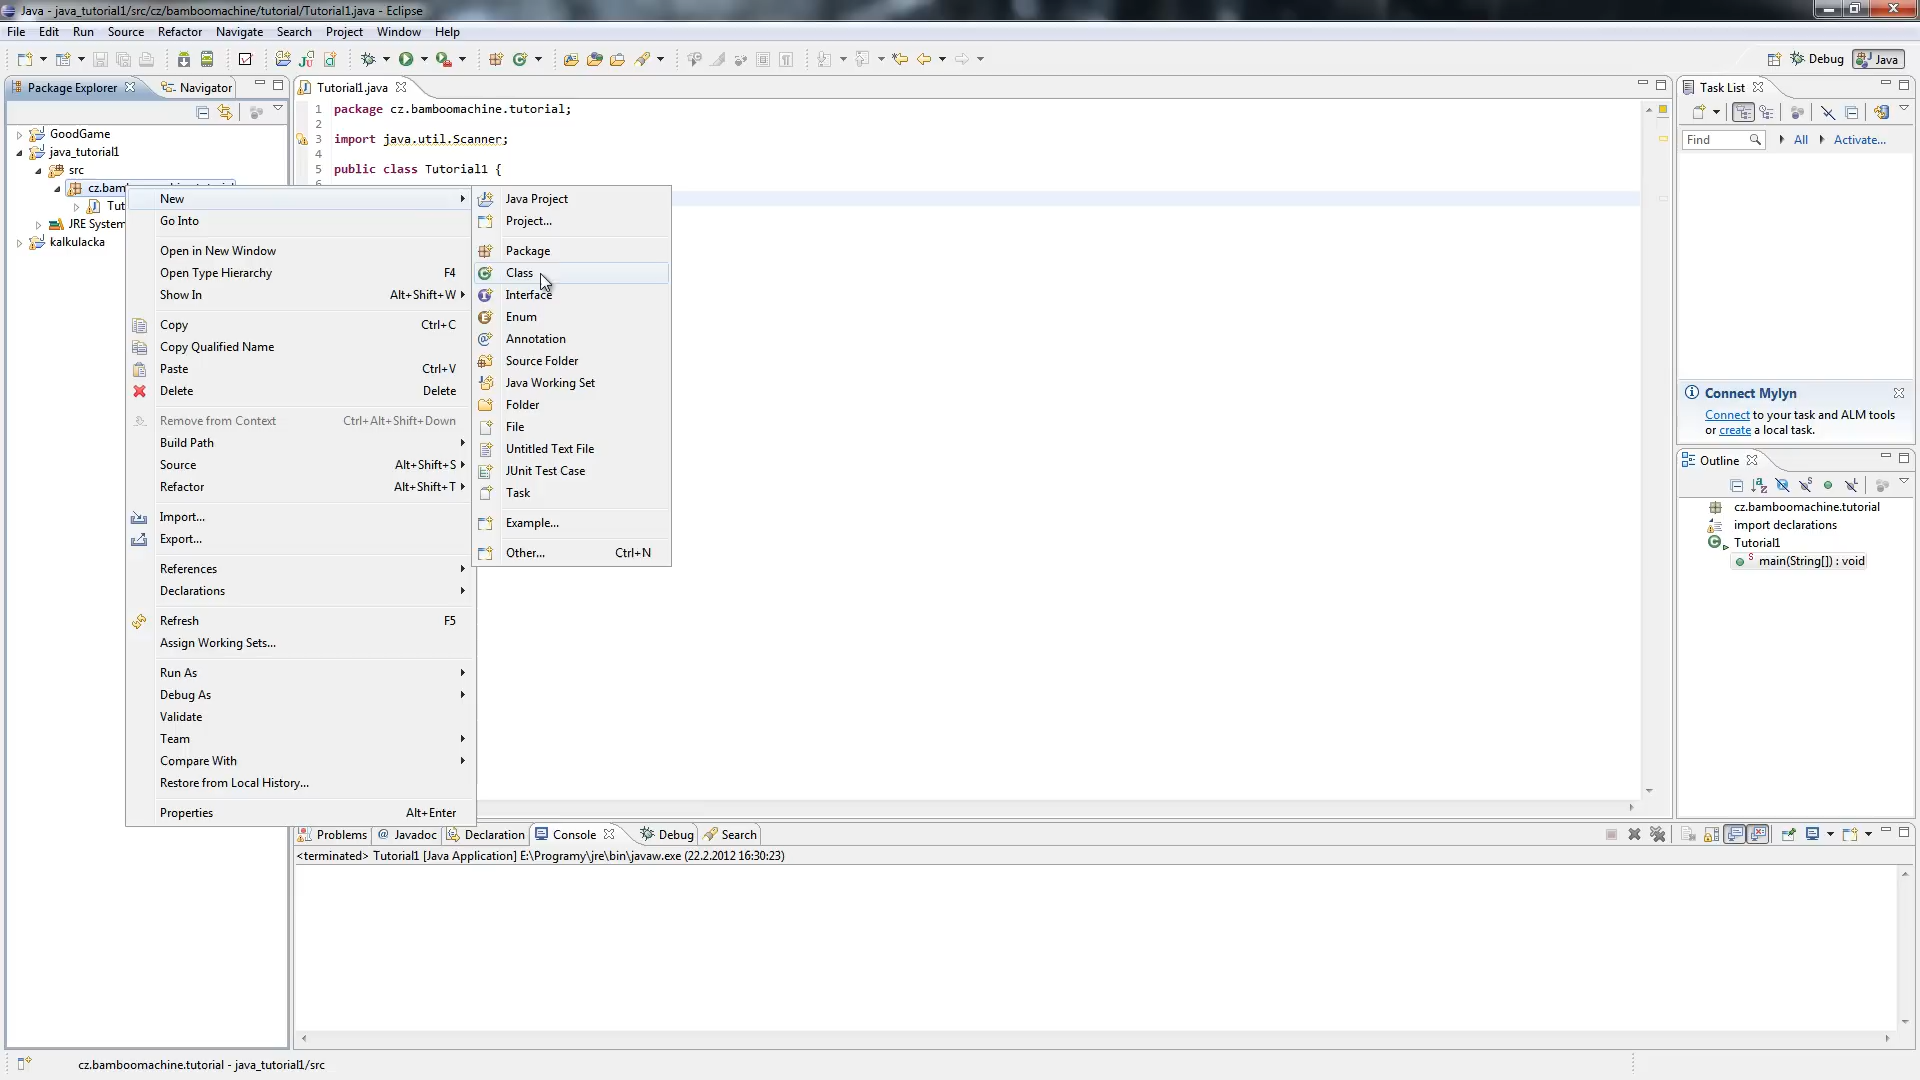 Java - java_tutorial1/src/cz/bamboomachine/tutorial/Tutorial1.java - Eclipse
File Edit Run Source Refactor Navigate Search Project Window Help
Debug Java
Package Explorer Navigator
GoodGame
java_tutorial1
src
cz.bam
Tut
JRE System
kalkulacka
New
Go Into
Open in New Window
Open Type Hierarchy F4
Show In Alt+Shift+W
Copy Ctrl+C
Copy Qualified Name
Paste Ctrl+V
Delete Delete
Remove from Context Ctrl+Alt+Shift+Down
Build Path
Source Alt+Shift+S
Refactor Alt+Shift+T
Import...
Export...
References
Declarations
Refresh F5
Assign Working Sets...
Run As
Debug As
Validate
Team
Compare With
Restore from Local History...
Properties Alt+Enter
Java Project
Project...
Package
Class
Interface
Enum
Annotation
Source Folder
Java Working Set
Folder
File
Untitled Text File
JUnit Test Case
Task
Example...
Other... Ctrl+N
Tutorial1.java
1 package cz.bamboomachine.tutorial;
2
3 import java.util.Scanner;
4
5 public class Tutorial1 {
Task List
Find All Activate...
Connect Mylyn
Connect to your task and ALM tools
or create a local task.
Outline
cz.bamboomachine.tutorial
import declarations
Tutorial1
main(String[]) : void
Problems Javadoc Declaration Console Debug Search
<terminated> Tutorial1 [Java Application] E:\Programy\jre\bin\javaw.exe (22.2.2012 16:30:23)
cz.bamboomachine.tutorial - java_tutorial1/src